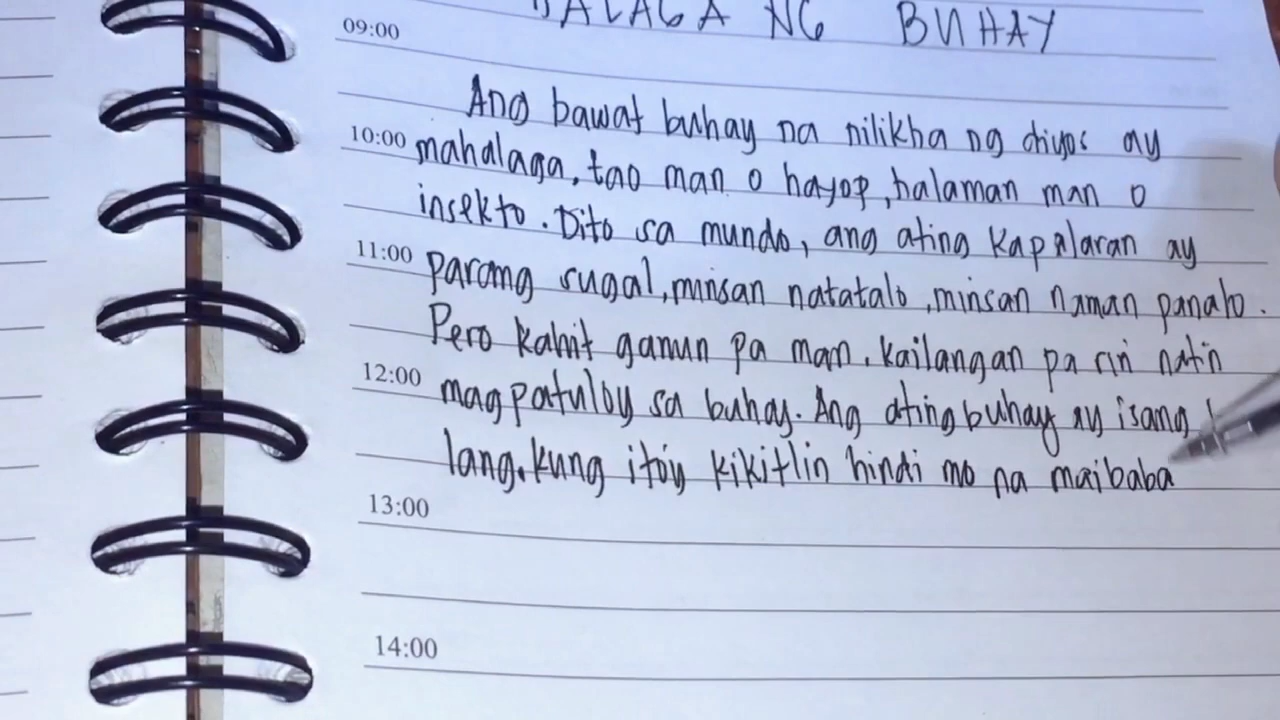 09:00
HALAGA NG BUHAY
Ang bawat buhay na nilikha ng diyos ay
10:00
mahalaga, tao man o hayop, halaman man o
insekto. Dito sa mundo, ang ating kapalaran ay
11:00
parang sugal, minsan natatalo, minsan naman panalo.
Pero kahit ganun pa man. kailangan pa rin natin
12:00
magpatuloy sa buhay. Ang ating buhay ay isang
lang. kung ito'y kikitlin hindi mo na maibaba
13:00
14:00